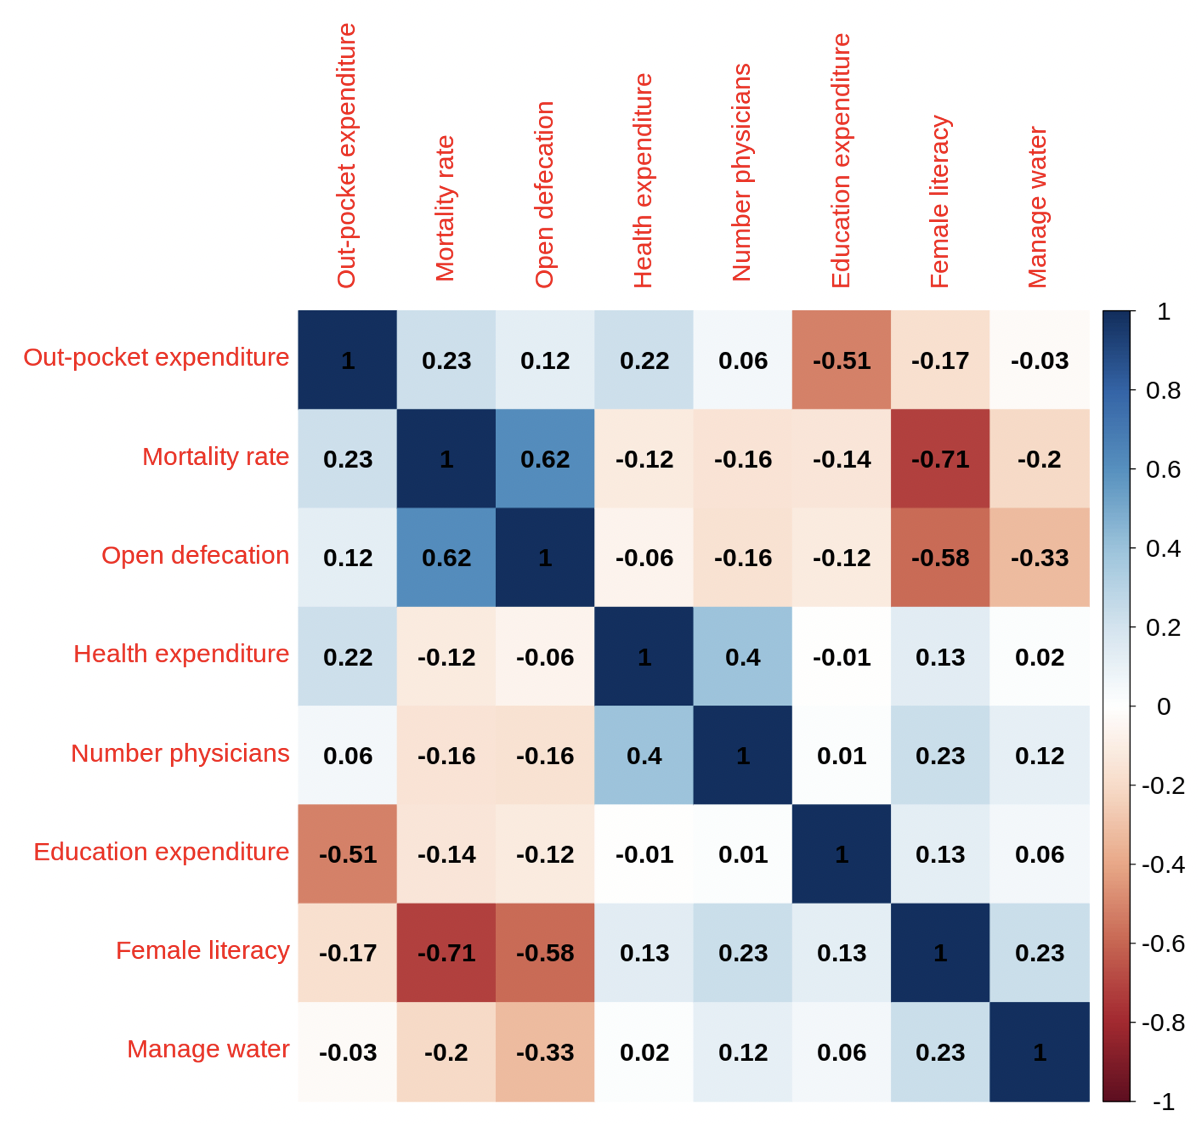 Out-pocket expenditure
Mortality rate
Open defecation
Health expenditure
Number physicians
Education expenditure
Female literacy
Manage water
Out-pocket expenditure 1 0.23 0.12 0.22 0.06 -0.51 -0.17 -0.03
Mortality rate 0.23 1 0.62 -0.12 -0.16 -0.14 -0.71 -0.2
Open defecation 0.12 0.62 1 -0.06 -0.16 -0.12 -0.58 -0.33
Health expenditure 0.22 -0.12 -0.06 1 0.4 -0.01 0.13 0.02
Number physicians 0.06 -0.16 -0.16 0.4 1 0.01 0.23 0.12
Education expenditure -0.51 -0.14 -0.12 -0.01 0.01 1 0.13 0.06
Female literacy -0.17 -0.71 -0.58 0.13 0.23 0.13 1 0.23
Manage water -0.03 -0.2 -0.33 0.02 0.12 0.06 0.23 1
1
0.8
0.6
0.4
0.2
0
-0.2
-0.4
-0.6
-0.8
-1